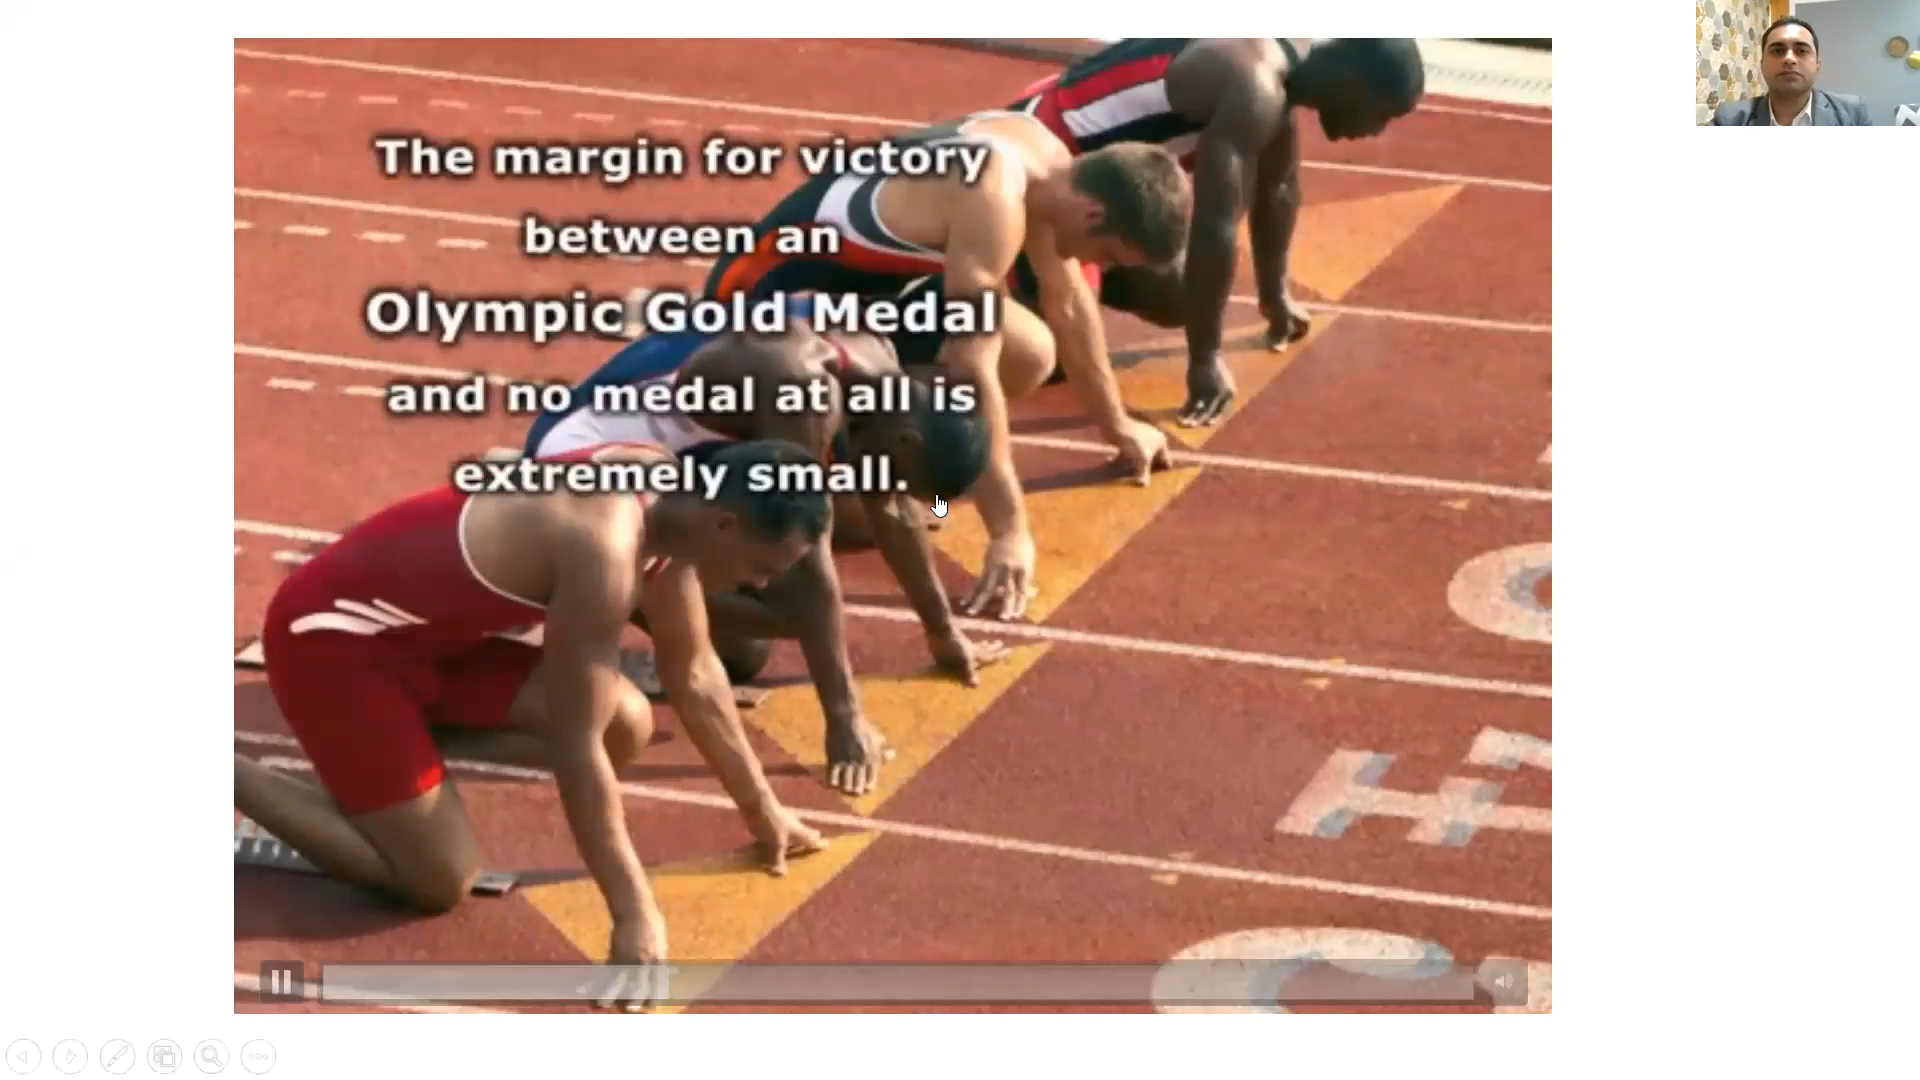 The margin for victory
between an
Olympic Gold Medal
and no medal at all is
extremely small.